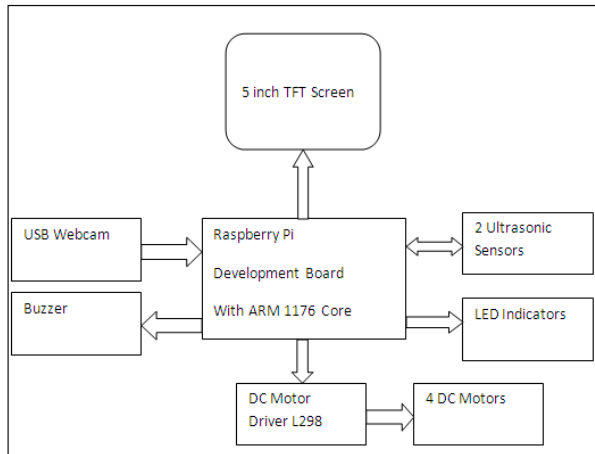 5 inch TFT Screen
USB Webcam
Raspberry Pi
Development Board
With ARM 1176 Core
2 Ultrasonic
Sensors
Buzzer
LED Indicators
DC Motor
Driver L298
4 DC Motors